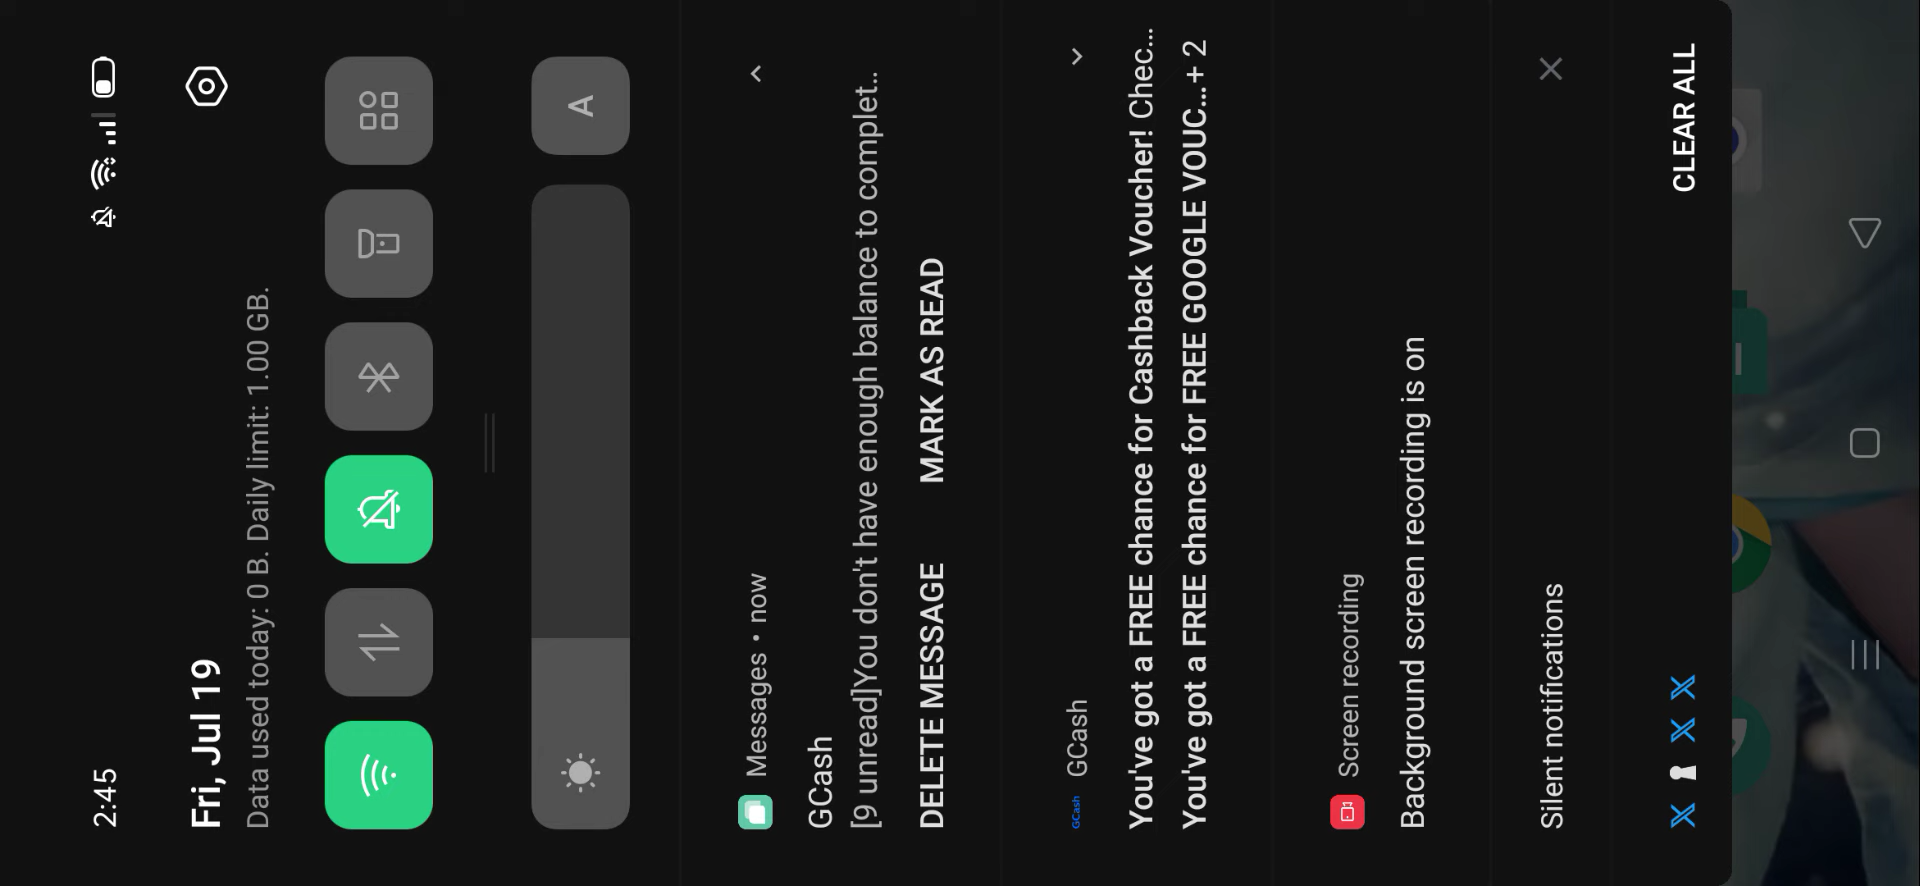 2:45
Fri, Jul 19
Data used today: 0 B. Daily limit: 1.00 GB.
A
Messages • now
GCash
[9 unread]You don't have enough balance to complet..
DELETE MESSAGE MARK AS READ
GCash GCash
You've got a FREE chance for Cashback Voucher! Chec...
You've got a FREE chance for FREE GOOGLE VOUC...+ 2
Screen recording
Background screen recording is on
Silent notifications
CLEAR ALL